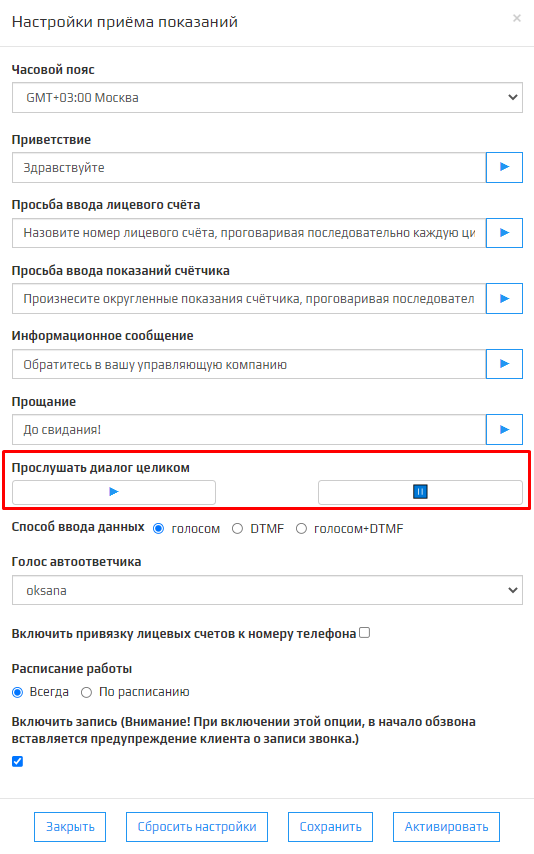 Настройки приёма показаний
×
Часовой пояс
GMT+03:00 Москва
Приветствие
Здравствуйте
Просьба ввода лицевого счёта
Назовите номер лицевого счёта, проговаривая последовательно каждую ци
Просьба ввода показаний счётчика
Произнесите округленные показания счётчика, проговаривая последовател
Информационное сообщение
Обратитесь в вашу управляющую компанию
Прощание
До свидания!
Прослушать диалог целиком
Способ ввода данных голосом DTMF голосом+DTMF
Голос автоответчика
oksana
Включить привязку лицевых счетов к номеру телефона
Расписание работы
Всегда По расписанию
Включить запись (Внимание! При включении этой опции, в начало обзвона
вставляется предупреждение клиента о записи звонка.)
Закрыть Сбросить настройки Сохранить Активировать